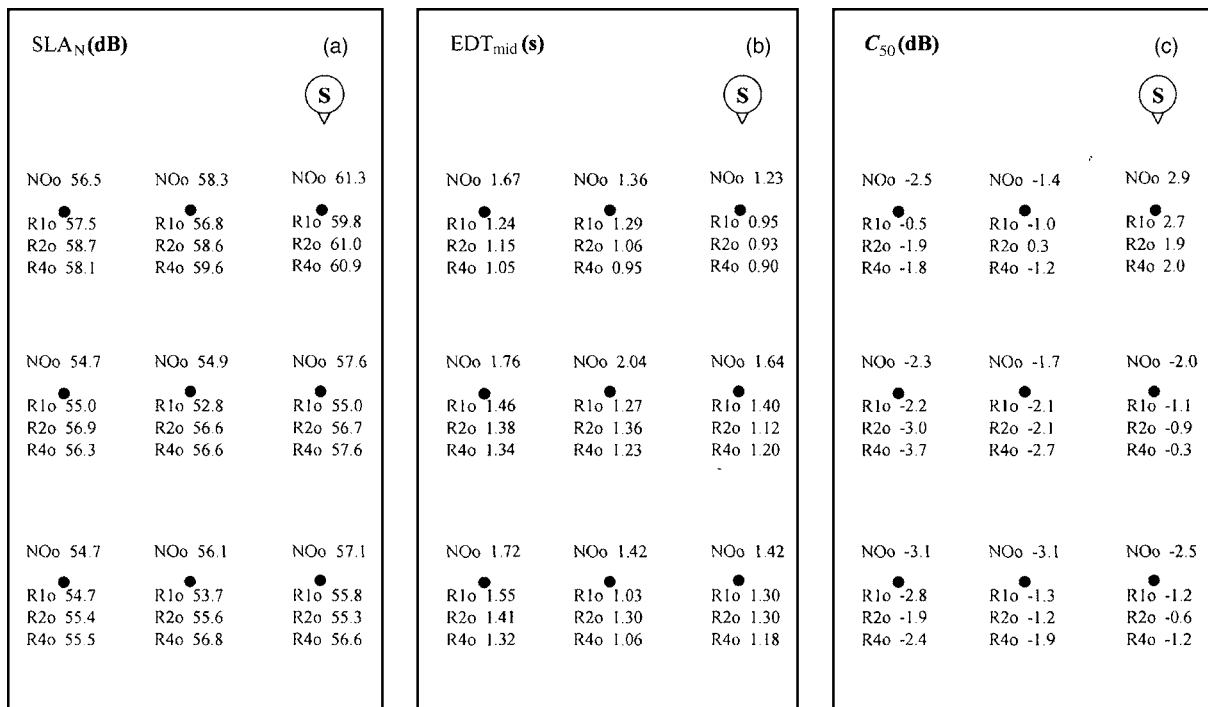 SLAN (dB) (a)
S
NOo 56.5 NOo 58.3 NOo 61.3
R1o 57.5 R1o 56.8 R1o 59.8
R2o 58.7 R2o 58.6 R2o 61.0
R4o 58.1 R4o 59.6 R4o 60.9
NOo 54.7 NOo 54.9 NOo 57.6
R1o 55.0 R1o 52.8 R1o 55.0
R2o 56.9 R2o 56.6 R2o 56.7
R4o 56.3 R4o 56.6 R4o 57.6
NOo 54.7 NOo 56.1 NOo 57.1
R1o 54.7 R1o 53.7 R1o 55.8
R2o 55.4 R2o 55.6 R2o 55.3
R4o 55.5 R4o 56.8 R4o 56.6
EDTmid (s) (b)
S
NOo 1.67 NOo 1.36 NOo 1.23
R1o 1.24 R1o 1.29 R1o 0.95
R2o 1.15 R2o 1.06 R2o 0.93
R4o 1.05 R4o 0.95 R4o 0.90
NOo 1.76 NOo 2.04 NOo 1.64
R1o 1.46 R1o 1.27 R1o 1.40
R2o 1.38 R2o 1.36 R2o 1.12
R4o 1.34 R4o 1.23 R4o 1.20
NOo 1.72 NOo 1.42 NOo 1.42
R1o 1.55 R1o 1.03 R1o 1.30
R2o 1.41 R2o 1.30 R2o 1.30
R4o 1.32 R4o 1.06 R4o 1.18
C50 (dB) (c)
S
NOo -2.5 NOo -1.4 NOo 2.9
R1o -0.5 R1o -1.0 R1o 2.7
R2o -1.9 R2o 0.3 R2o 1.9
R4o -1.8 R4o -1.2 R4o 2.0
NOo -2.3 NOo -1.7 NOo -2.0
R1o -2.2 R1o -2.1 R1o -1.1
R2o -3.0 R2o -2.1 R2o -0.9
R4o -3.7 R4o -2.7 R4o -0.3
NOo -3.1 NOo -3.1 NOo -2.5
R1o -2.8 R1o -1.3 R1o -1.2
R2o -1.9 R2o -1.2 R2o -0.6
R4o -2.4 R4o -1.9 R4o -1.2